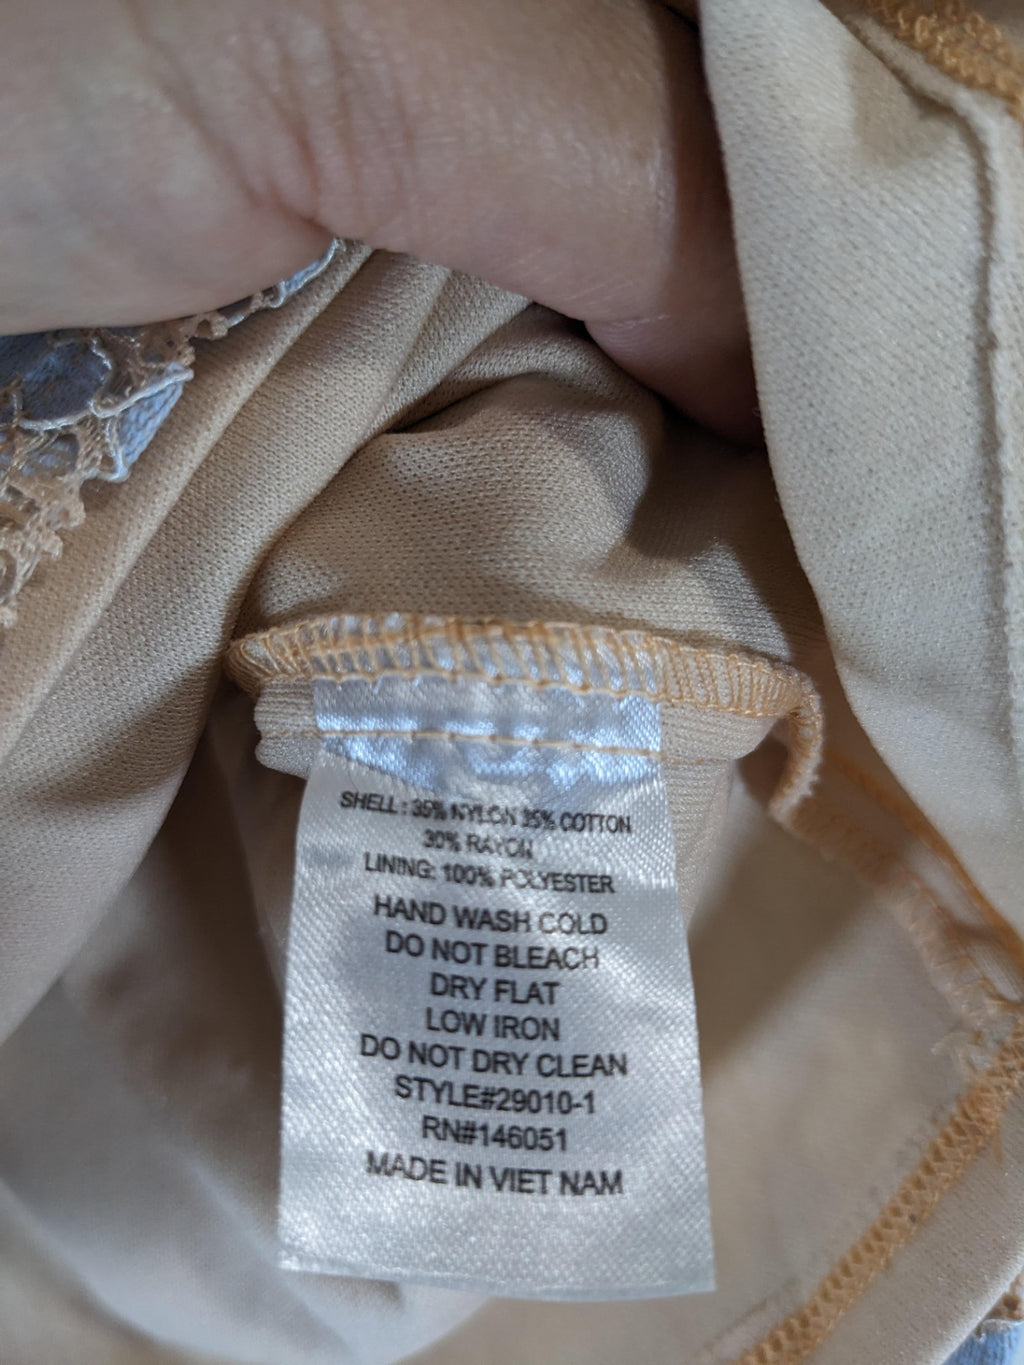 SHELL : 35% NYLON 35% COTTON
30% RAYON
LINING: 100% POLYESTER
HAND WASH COLD
DO NOT BLEACH
DRY FLAT
LOW IRON
DO NOT DRY CLEAN
STYLE#29010-1
RN#146051
MADE IN VIET NAM